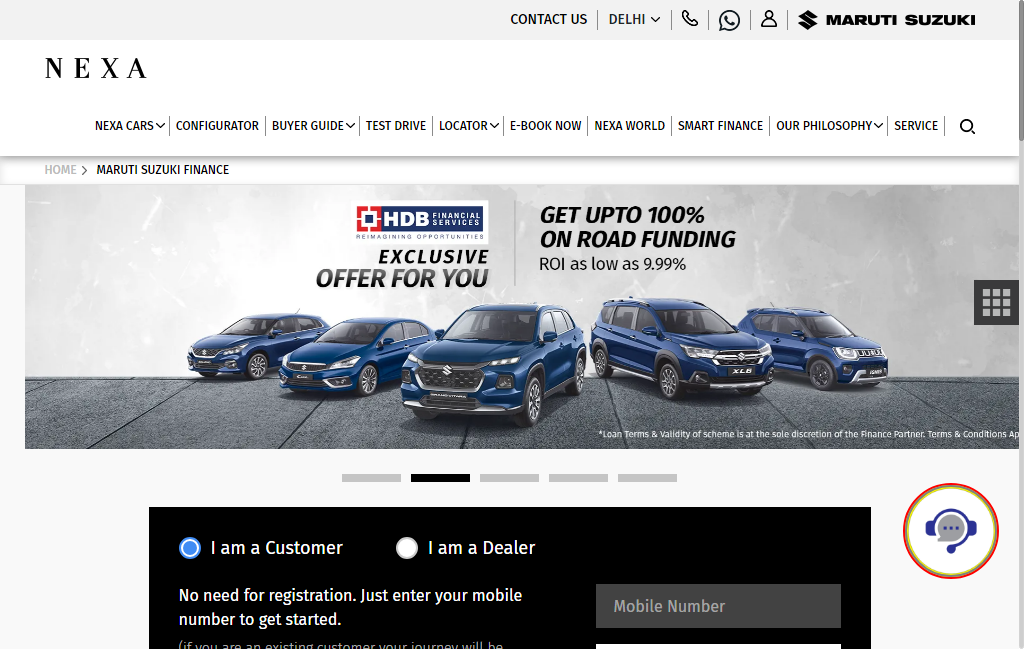 CONTACT US
DELHI
MARUTI SUZUKI
NEXA
NEXA CARS
CONFIGURATOR
BUYER GUIDE
TEST DRIVE
LOCATOR
E-BOOK NOW
NEXA WORLD
SMART FINANCE
OUR PHILOSOPHY
SERVICE
HOME
MARUTI SUZUKI FINANCE
HDB FINANCIAL SERVICES
REIMAGINING OPPORTUNITIES
EXCLUSIVE
OFFER FOR YOU
GET UPTO 100%
ON ROAD FUNDING
ROI as low as 9.99%
GRAND VITARA
XL6
IGNIS
*Loan Terms & Validity of scheme is at the sole discretion of the Finance Partner. Terms & Conditions Ap
I am a Customer
I am a Dealer
No need for registration. Just enter your mobile
number to get started.
(if you are an existing customer your journey will be
Mobile Number